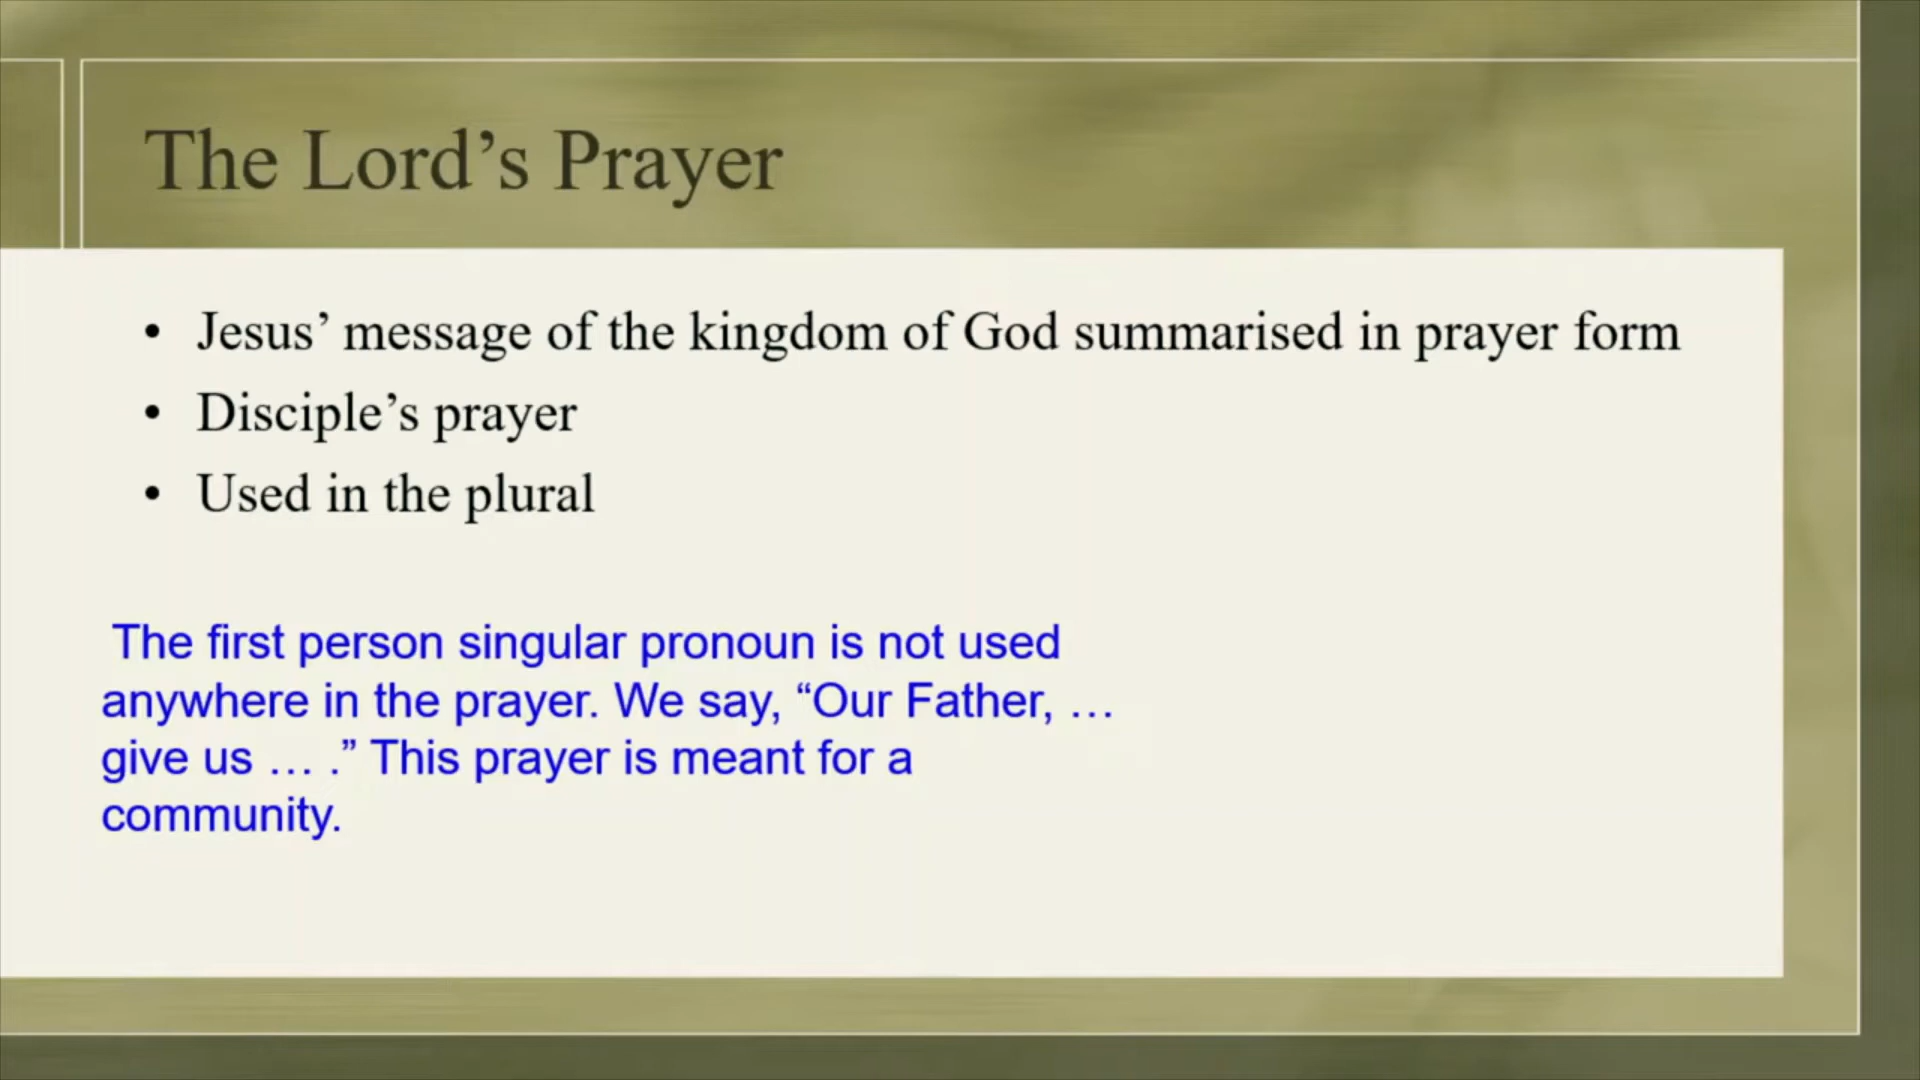 The Lord’s Prayer
• Jesus’ message of the kingdom of God summarised in prayer form
• Disciple’s prayer
• Used in the plural
The first person singular pronoun is not used
anywhere in the prayer. We say, “Our Father, …
give us … .” This prayer is meant for a
community.